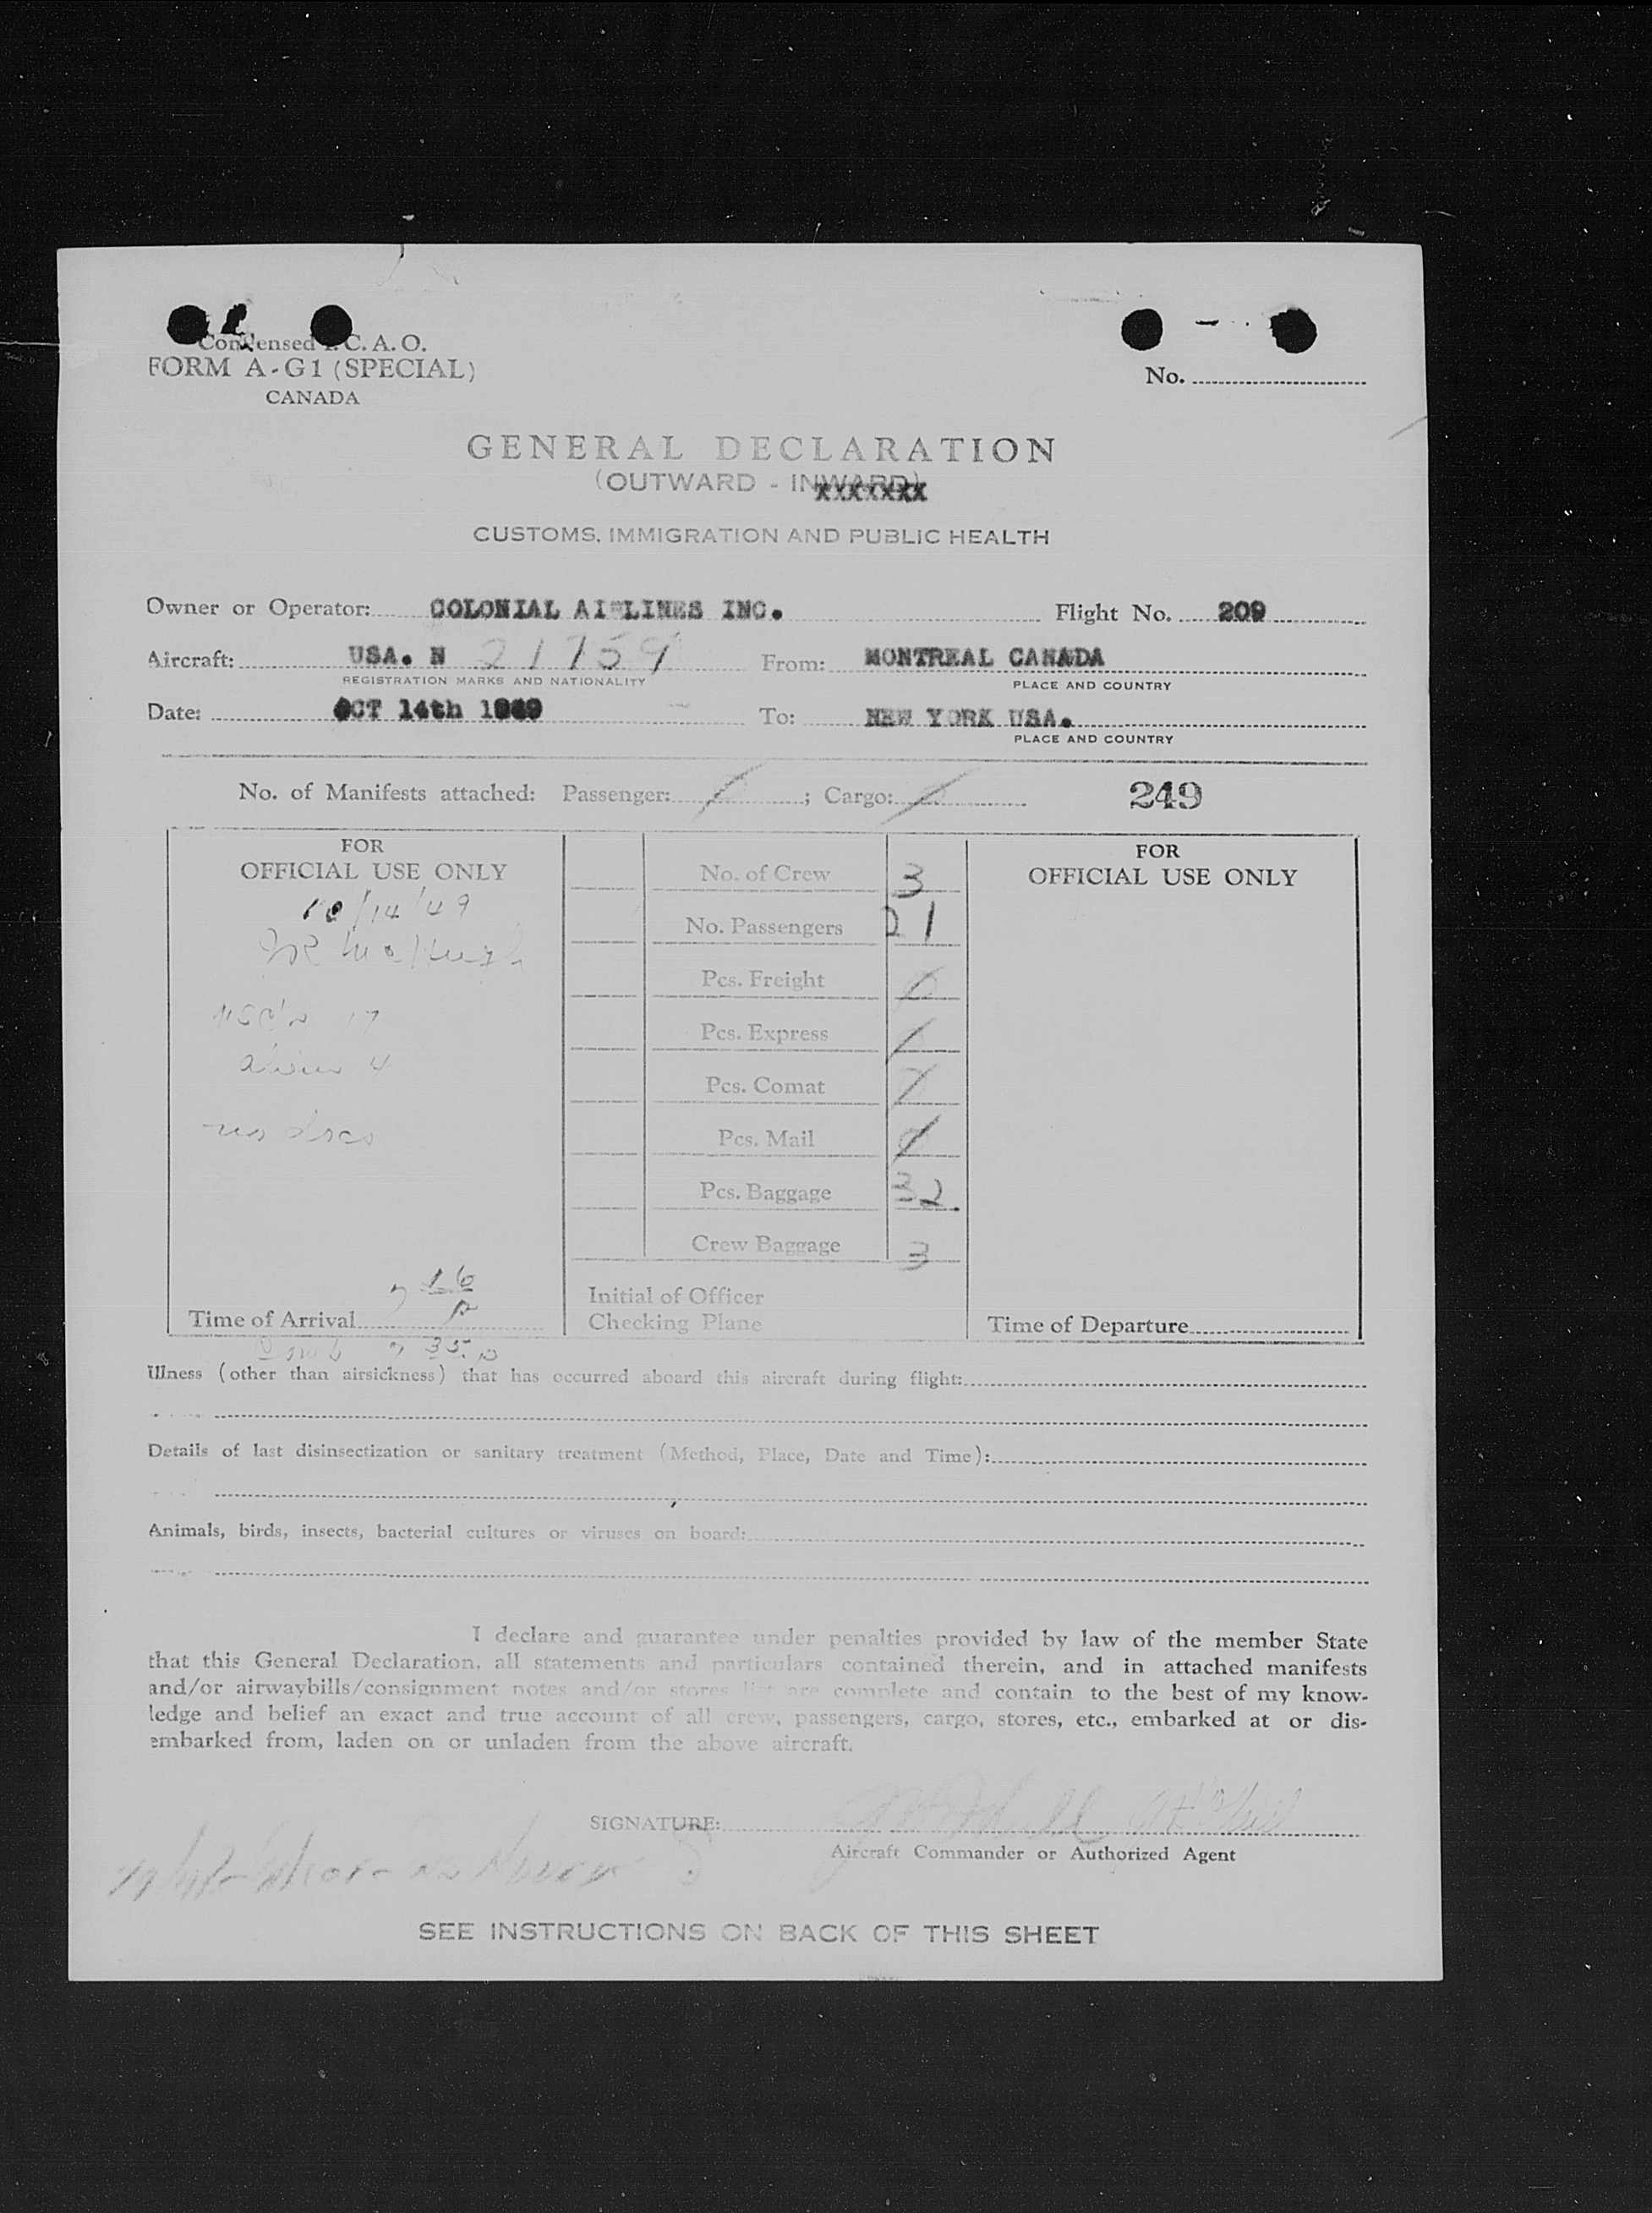 Condensed I. C. A. O.
FORM A-G1 (SPECIAL)
CANADA
No.
GENERAL DECLARATION
(OUTWARD - INWARD)
XXXXXXX
CUSTOMS, IMMIGRATION AND PUBLIC HEALTH
Owner or Operator: COLONIAL AIRLINES INC. Flight No. 209
Aircraft: USA. N 21759 From: MONTREAL CANADA
REGISTRATION MARKS AND NATIONALITY PLACE AND COUNTRY
Date: OCT 14th 1949 To: NEW YORK USA.
PLACE AND COUNTRY
No. of Manifests attached: Passenger: ; Cargo: 249
FOR
OFFICIAL USE ONLY
10/14/49
USC's 17
aliens 4
no docs
Time of Arrival 7 16 p
7 35 p
No. of Crew 3
No. Passengers 21
Pcs. Freight
Pcs. Express
Pcs. Comat
Pcs. Mail
Pcs. Baggage 32
Crew Baggage 3
Initial of Officer
Checking Plane
FOR
OFFICIAL USE ONLY
Time of Departure
Illness (other than airsickness) that has occurred aboard this aircraft during flight:
Details of last disinsectization or sanitary treatment (Method, Place, Date and Time):
Animals, birds, insects, bacterial cultures or viruses on board:
I declare and guarantee under penalties provided by law of the member State
that this General Declaration, all statements and particulars contained therein, and in attached manifests
and/or airwaybills/consignment notes and/or stores list are complete and contain to the best of my know-
ledge and belief an exact and true account of all crew, passengers, cargo, stores, etc., embarked at or dis-
embarked from, laden on or unladen from the above aircraft.
SIGNATURE:
Aircraft Commander or Authorized Agent
SEE INSTRUCTIONS ON BACK OF THIS SHEET